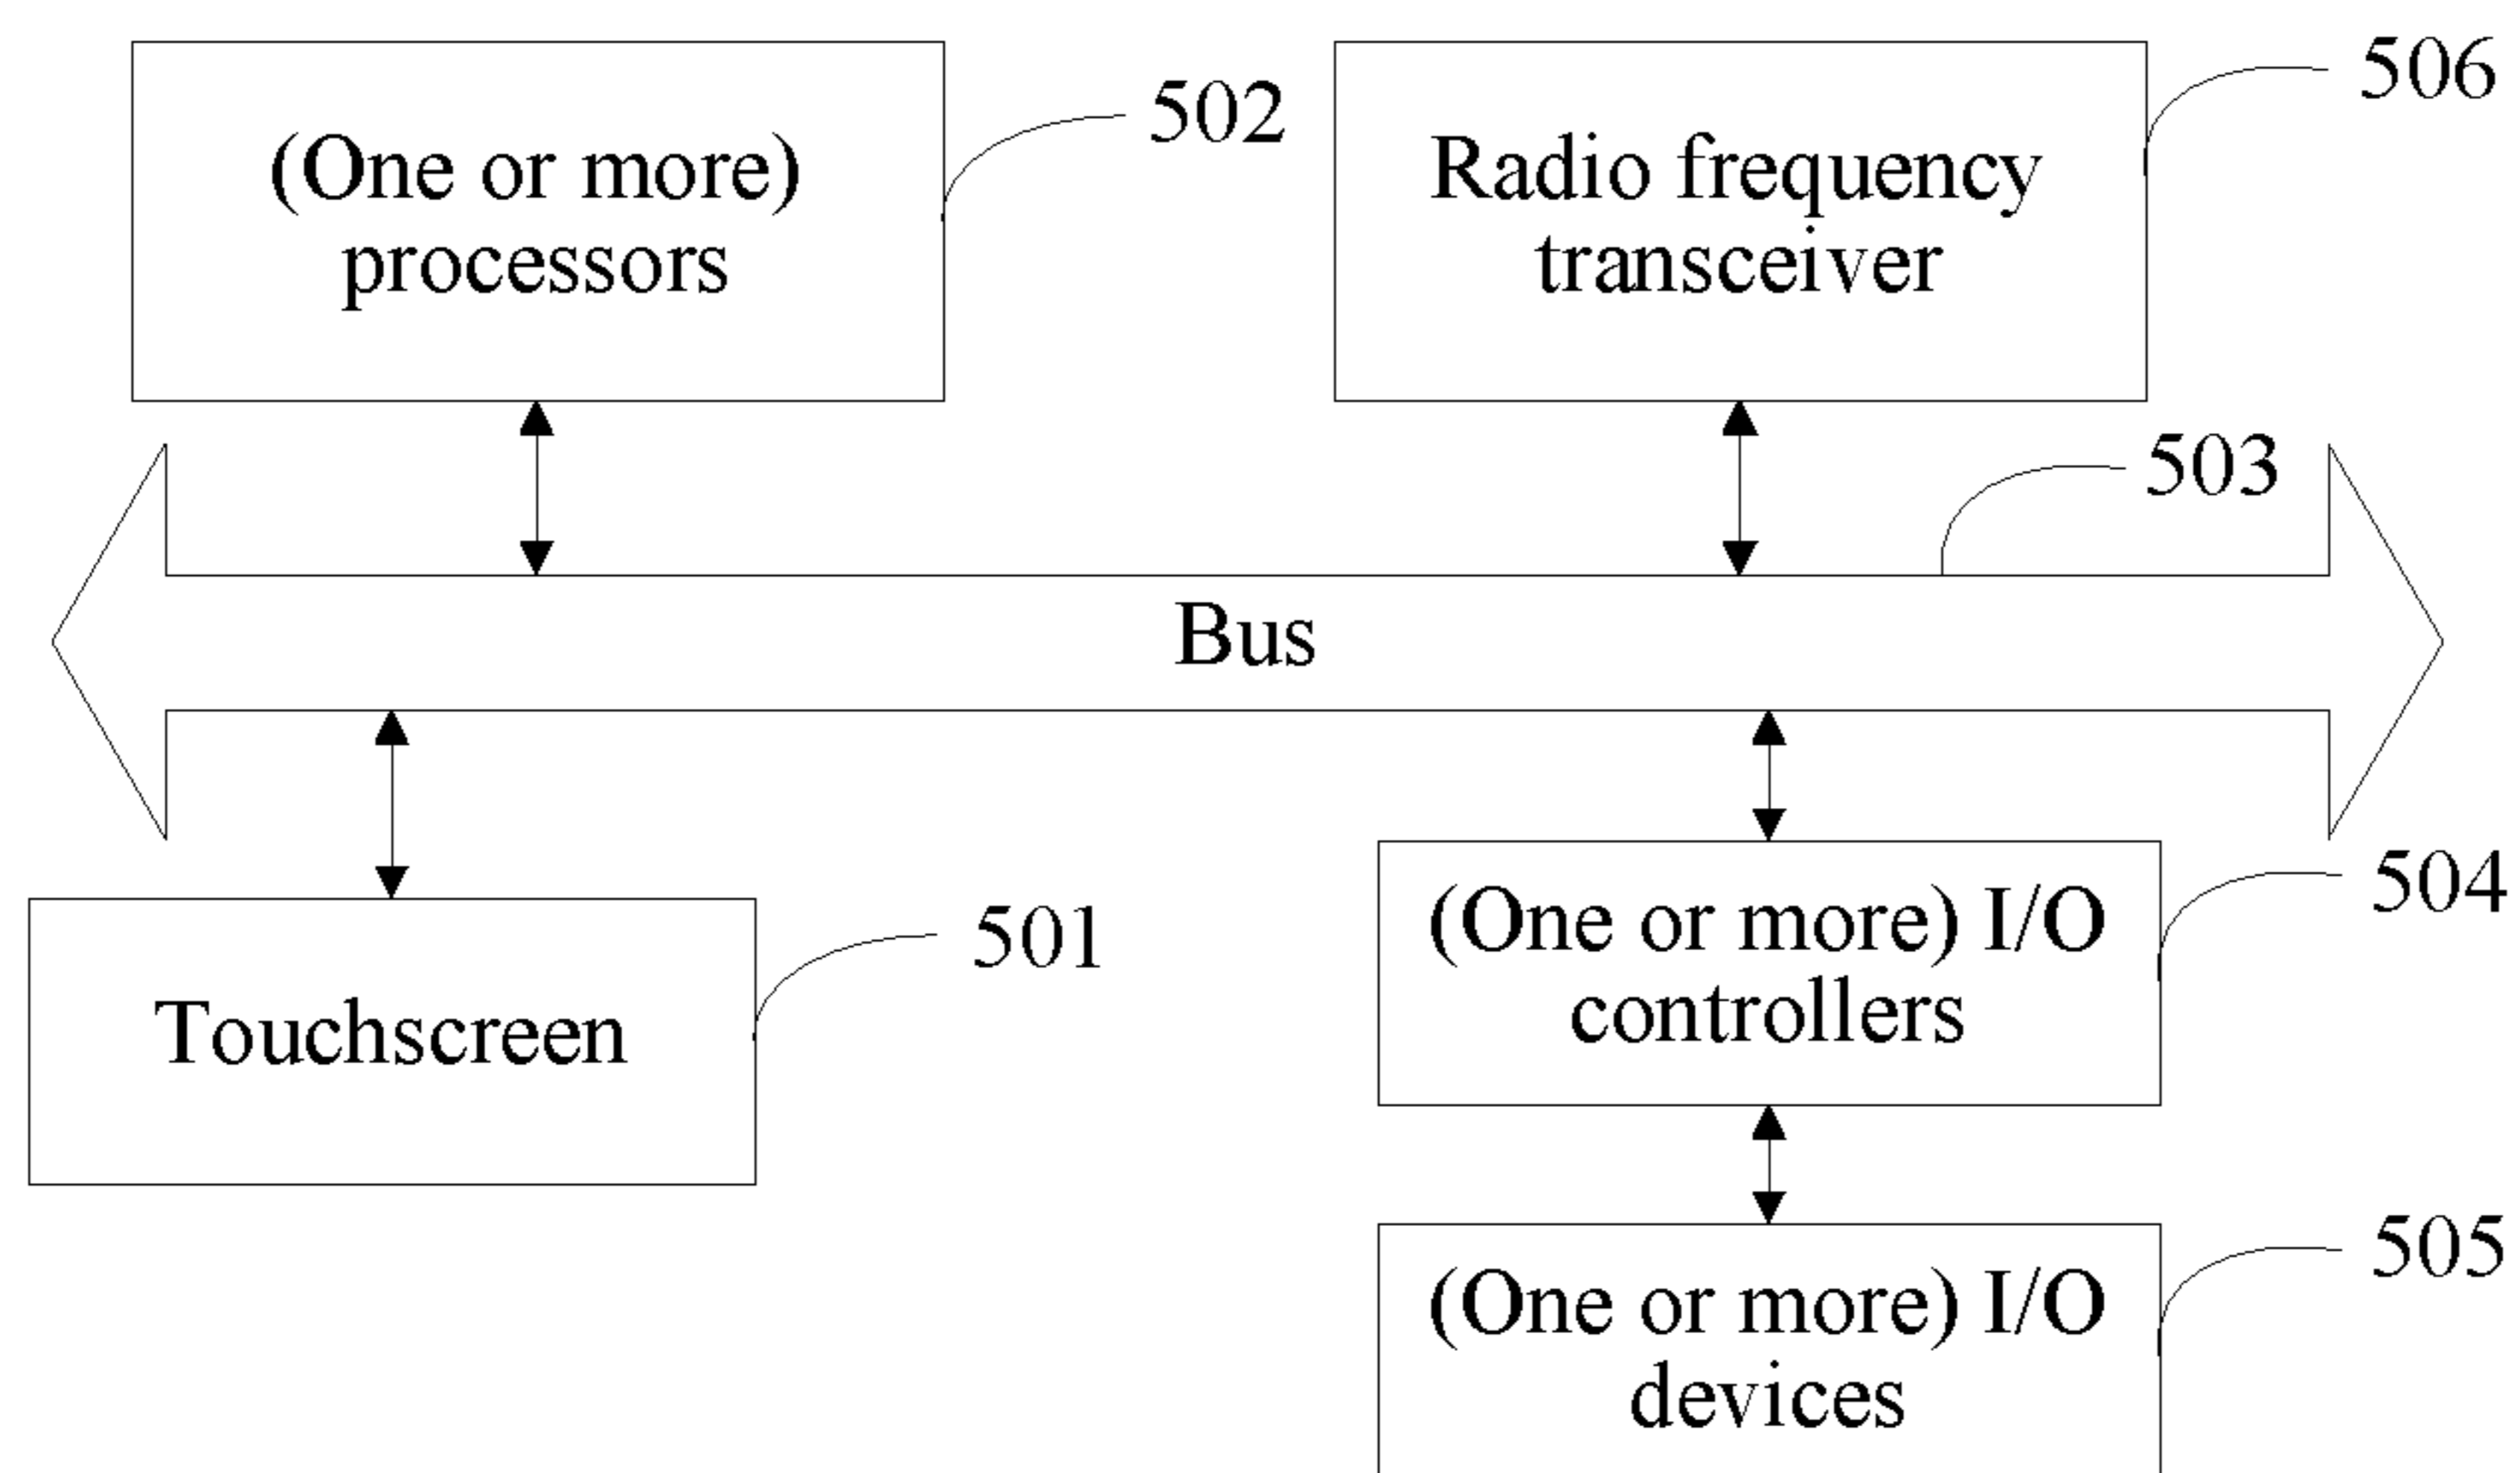 (One or more)
processors
502
Radio frequency
transceiver
506
503
Bus
Touchscreen
501
(One or more) I/O
controllers
504
(One or more) I/O
devices
505